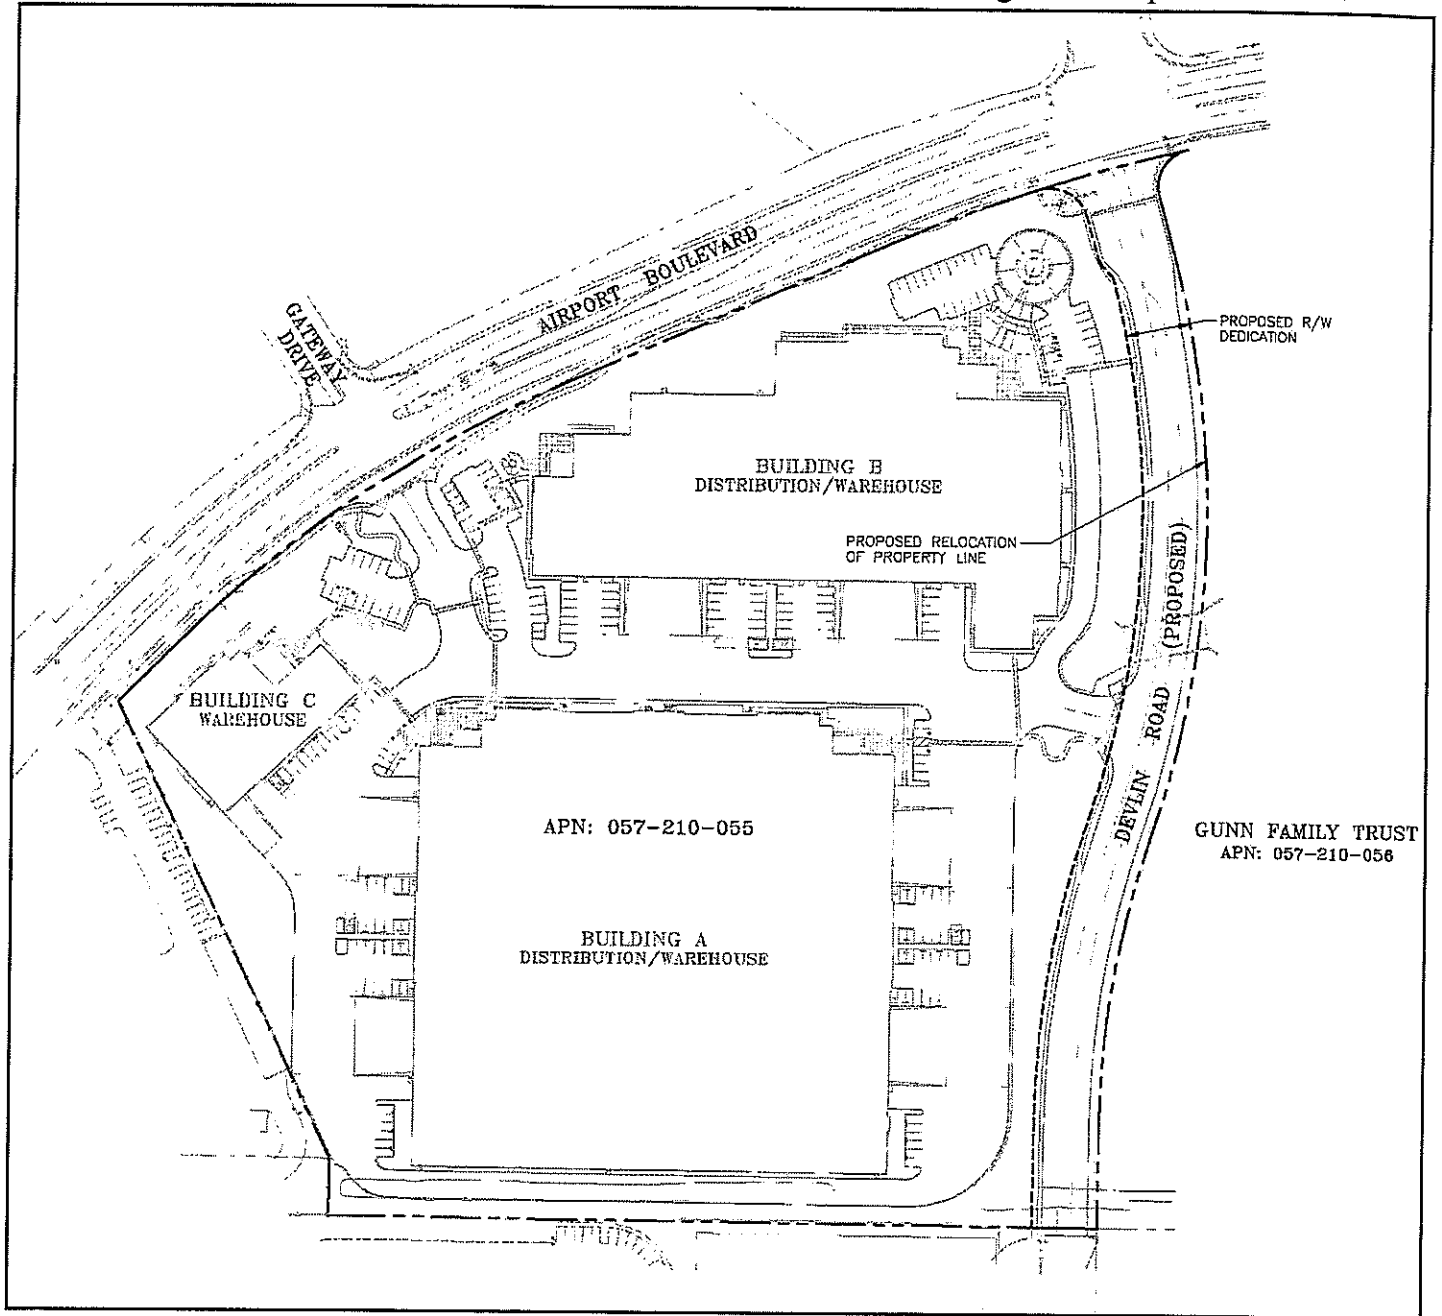 AIRPORT BOULEVARD
GATEWAY
DRIVE
PROPOSED R/W
DEDICATION
BUILDING B
DISTRIBUTION/WAREHOUSE
PROPOSED RELOCATION
OF PROPERTY LINE
DEVLIN ROAD (PROPOSED)
BUILDING C
WAREHOUSE
APN: 057-210-055
GUNN FAMILY TRUST
APN: 057-210-056
BUILDING A
DISTRIBUTION/WAREHOUSE